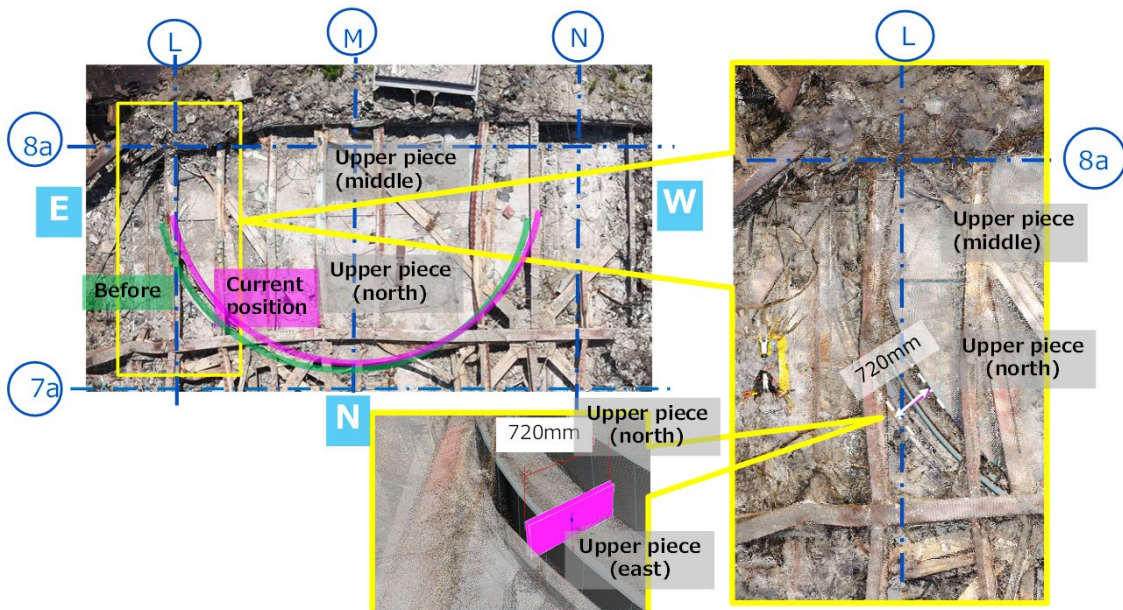 L
M
N
8a
E
W
Upper piece
(middle)
Before
Current
position
Upper piece
(north)
7a
N
720mm
Upper piece
(north)
Upper piece
(east)
L
8a
Upper piece
(middle)
720mm
Upper piece
(north)